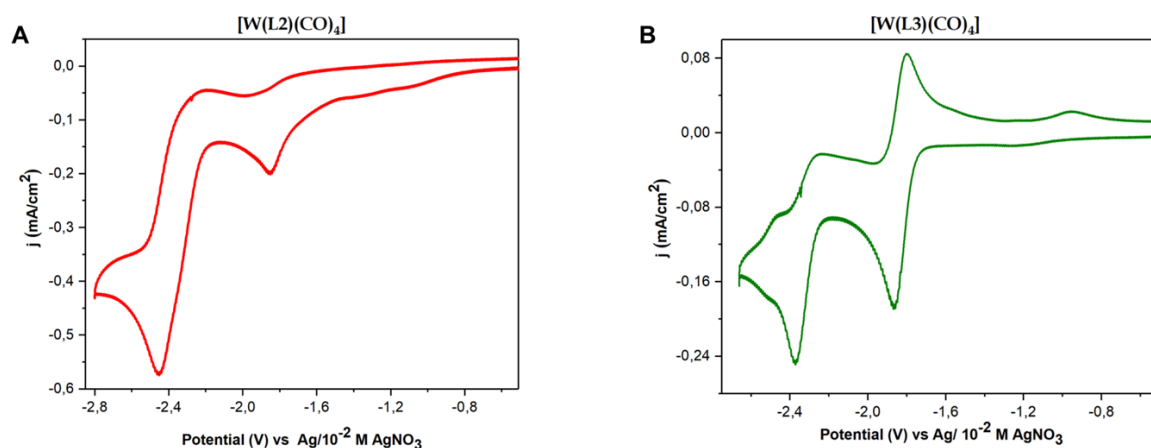 A
[W(L2)(CO)₄]
0,0
-0,1
-0,2
-0,3
-0,4
-0,5
-0,6
j (mA/cm²)
-2,8 -2,4 -2,0 -1,6 -1,2 -0,8
Potential (V) vs Ag/10⁻² M AgNO₃
B
[W(L3)(CO)₄]
0,08
0,00
-0,08
-0,16
-0,24
j (mA/cm²)
-2,4 -2,0 -1,6 -1,2 -0,8
Potential (V) vs Ag/ 10⁻² M AgNO₃